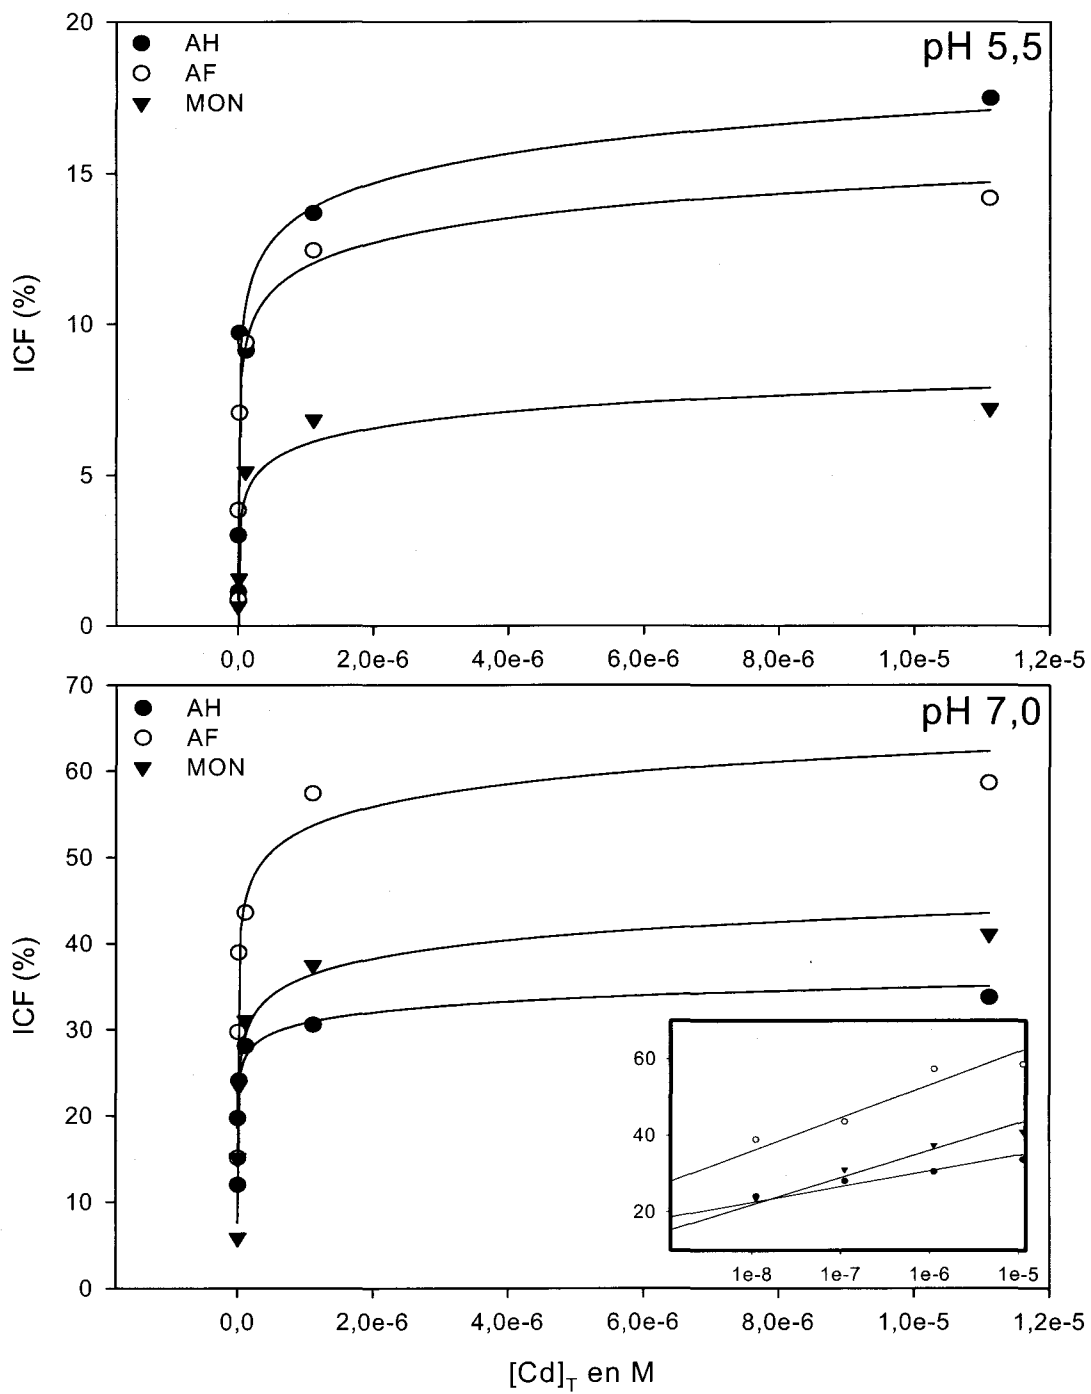 20
AH
AF
MON
pH 5,5
15
10
5
0
ICF (%)
0,0 2,0e-6 4,0e-6 6,0e-6 8,0e-6 1,0e-5 1,2e-5
70
AH
AF
MON
pH 7,0
60
50
40
30
20
10
0
ICF (%)
60
40
20
1e-8 1e-7 1e-6 1e-5
0,0 2,0e-6 4,0e-6 6,0e-6 8,0e-6 1,0e-5 1,2e-5
[Cd]T en M